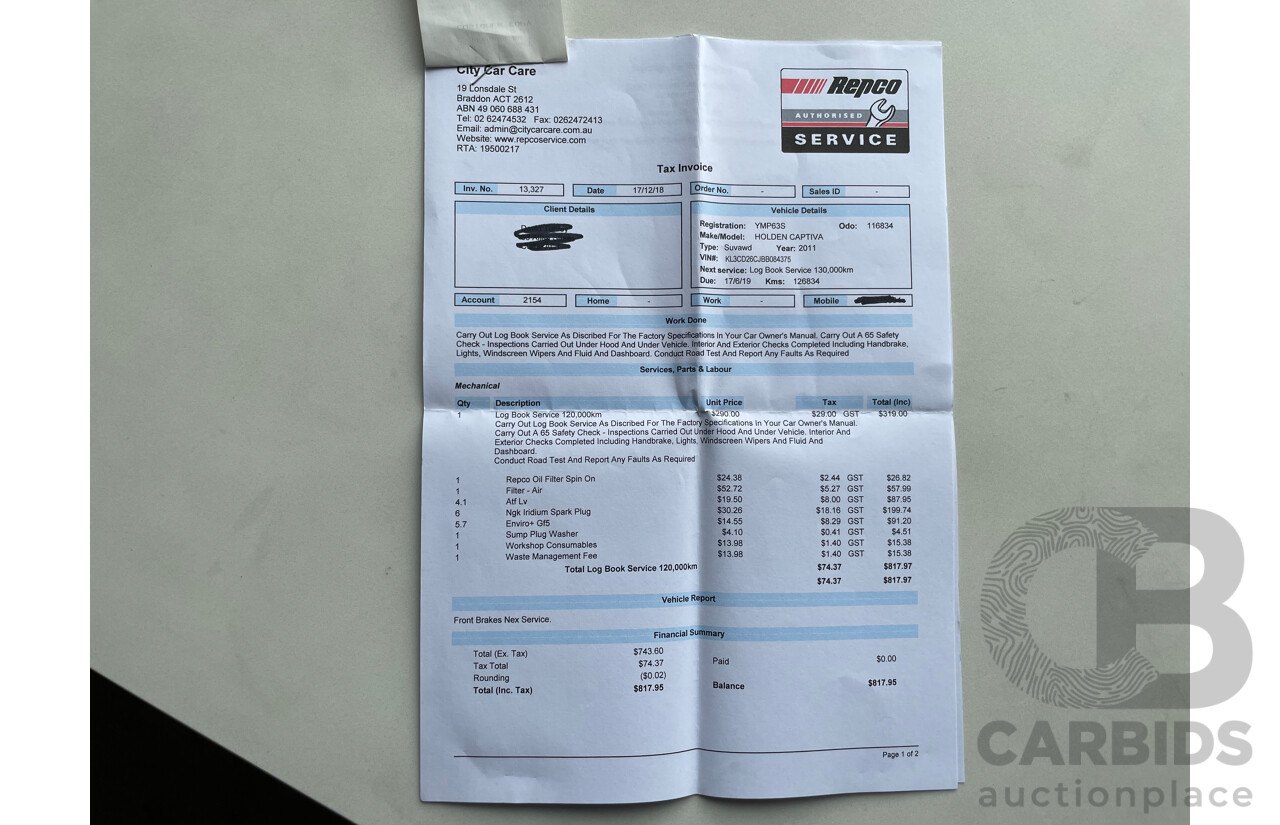 City Car Care
19 Lonsdale St
Braddon ACT 2612
ABN 49 060 688 431
Tel: 02 62474532 Fax: 0262472413
Email: admin@citycarcare.com.au
Website: www.repcoservice.com
RTA: 19500217
Repco
AUTHORISED
SERVICE
Tax Invoice
Inv. No. 13,327 Date 17/12/18 Order No. - Sales ID -
Client Details
Vehicle Details
Registration: YMP63S Odo: 116834
Make/Model: HOLDEN CAPTIVA
Type: Suvawd Year: 2011
VIN#: KL3CD26CJBB084375
Next service: Log Book Service 130,000km
Due: 17/6/19 Kms: 126834
Account 2154 Home - Work - Mobile
Work Done
Carry Out Log Book Service As Discribed For The Factory Specifications In Your Car Owner's Manual. Carry Out A 65 Safety
Check - Inspections Carried Out Under Hood And Under Vehicle. Interior And Exterior Checks Completed Including Handbrake,
Lights, Windscreen Wipers And Fluid And Dashboard. Conduct Road Test And Report Any Faults As Required
Services, Parts & Labour
Mechanical
Qty Description Unit Price Tax Total (Inc)
1 Log Book Service 120,000km $290.00 $29.00 GST $319.00
Carry Out Log Book Service As Discribed For The Factory Specifications In Your Car Owner's Manual.
Carry Out A 65 Safety Check - Inspections Carried Out Under Hood And Under Vehicle. Interior And
Exterior Checks Completed Including Handbrake, Lights, Windscreen Wipers And Fluid And
Dashboard.
Conduct Road Test And Report Any Faults As Required
1 Repco Oil Filter Spin On $24.38 $2.44 GST $26.82
1 Filter - Air $52.72 $5.27 GST $57.99
4.1 Atf Lv $19.50 $8.00 GST $87.95
6 Ngk Iridium Spark Plug $30.26 $18.16 GST $199.74
5.7 Enviro+ Gf5 $14.55 $8.29 GST $91.20
1 Sump Plug Washer $4.10 $0.41 GST $4.51
1 Workshop Consumables $13.98 $1.40 GST $15.38
1 Waste Management Fee $13.98 $1.40 GST $15.38
Total Log Book Service 120,000km $74.37 $817.97
$74.37 $817.97
Vehicle Report
Front Brakes Nex Service.
Financial Summary
Total (Ex. Tax) $743.60
Tax Total $74.37
Rounding ($0.02)
Total (Inc. Tax) $817.95
Paid $0.00
Balance $817.95
Page 1 of 2
CB
CARBIDS
auctionplace